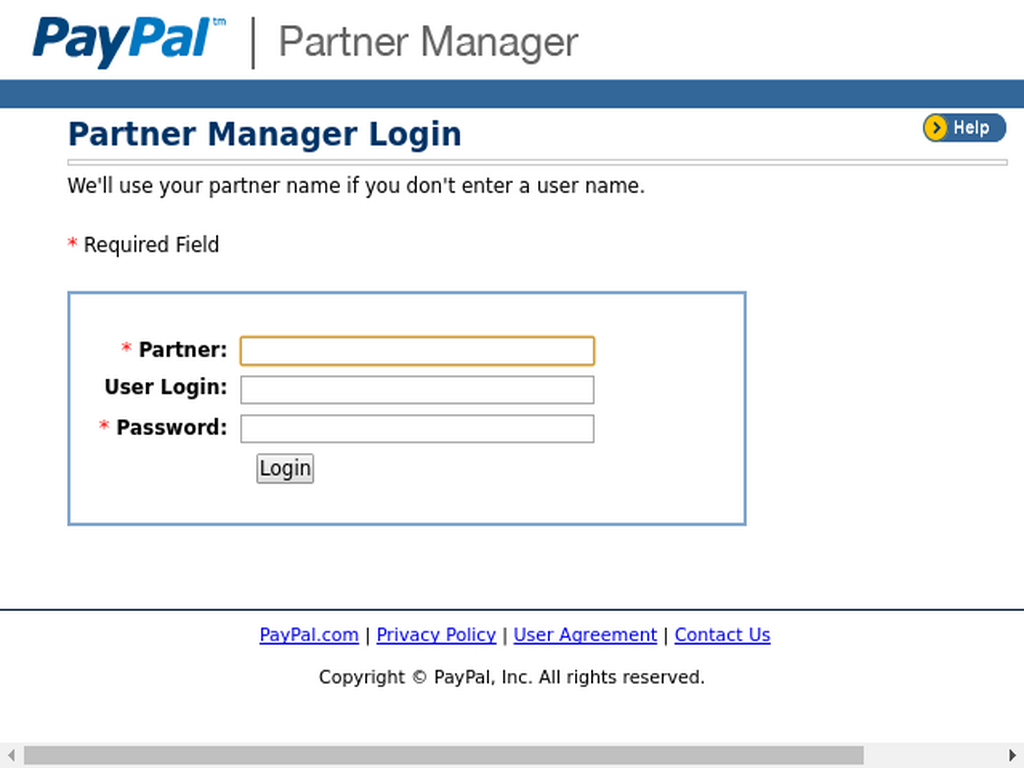 PayPal™ | Partner Manager
Partner Manager Login
Help
We'll use your partner name if you don't enter a user name.
* Required Field
* Partner:
User Login:
* Password:
Login
PayPal.com | Privacy Policy | User Agreement | Contact Us
Copyright © PayPal, Inc. All rights reserved.